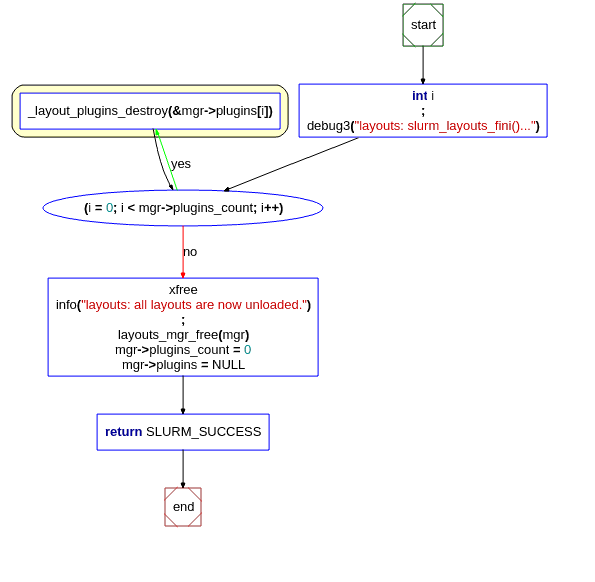 start
int i
;
debug3("layouts: slurm_layouts_fini()...")
_layout_plugins_destroy(&mgr->plugins[i])
yes
(i = 0; i < mgr->plugins_count; i++)
no
xfree
info("layouts: all layouts are now unloaded.")
;
layouts_mgr_free(mgr)
mgr->plugins_count = 0
mgr->plugins = NULL
return SLURM_SUCCESS
end